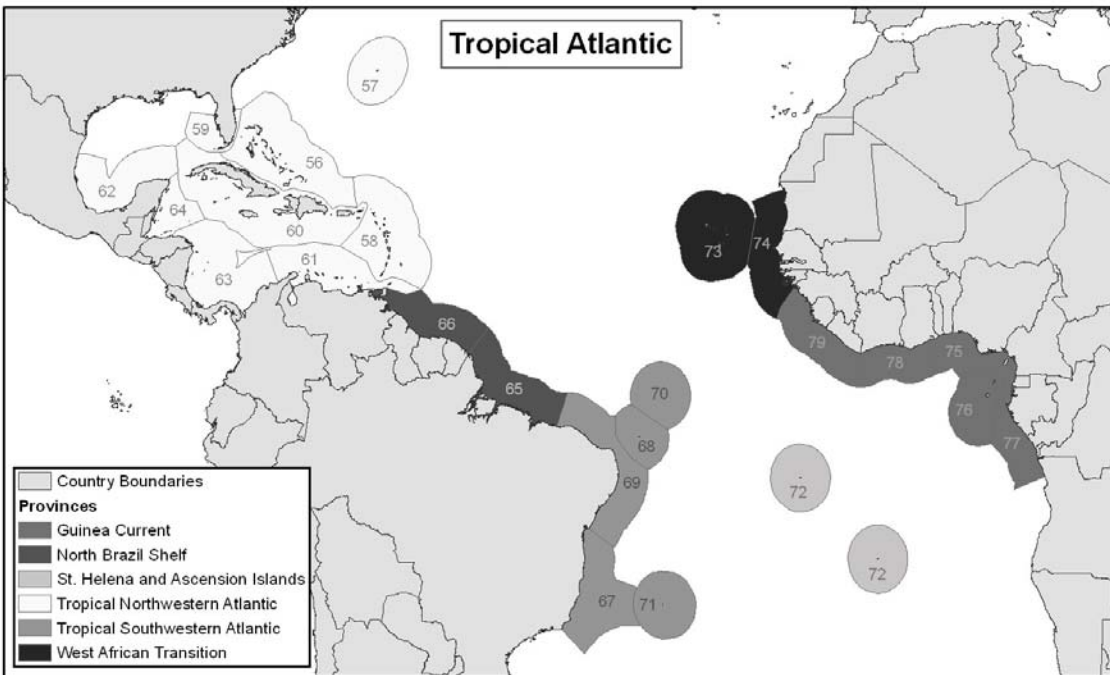 Tropical Atlantic
57
59
56
62
64
60
58
61
63
66
65
70
68
69
67
71
72
72
73
74
79
78
75
76
77
Country Boundaries
Provinces
Guinea Current
North Brazil Shelf
St. Helena and Ascension Islands
Tropical Northwestern Atlantic
Tropical Southwestern Atlantic
West African Transition